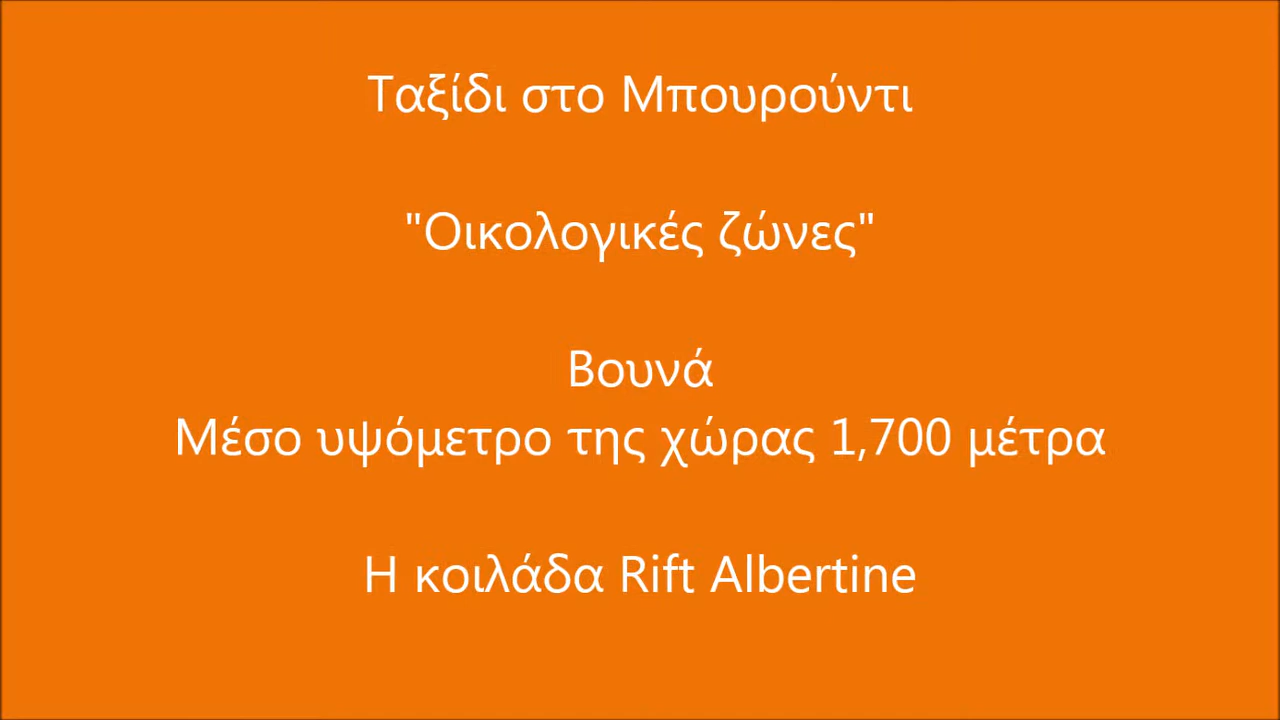 Ταξίδι στο Μπουρούντι
"Οικολογικές ζώνες"
Βουνά
Μέσο υψόμετρο της χώρας 1,700 μέτρα
Η κοιλάδα Rift Albertine